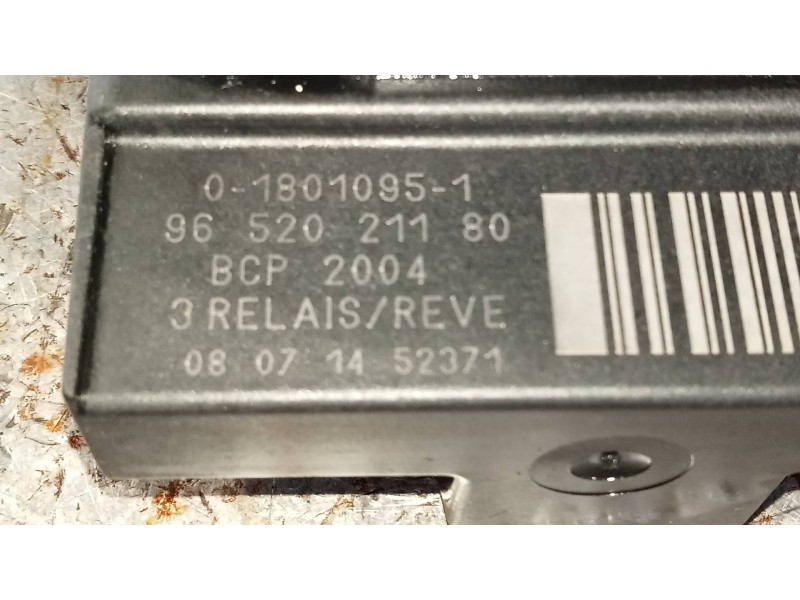 0-1801095-1
96 520 211 80
BCP 2004
3 RELAIS/REVE
08 07 14 52371